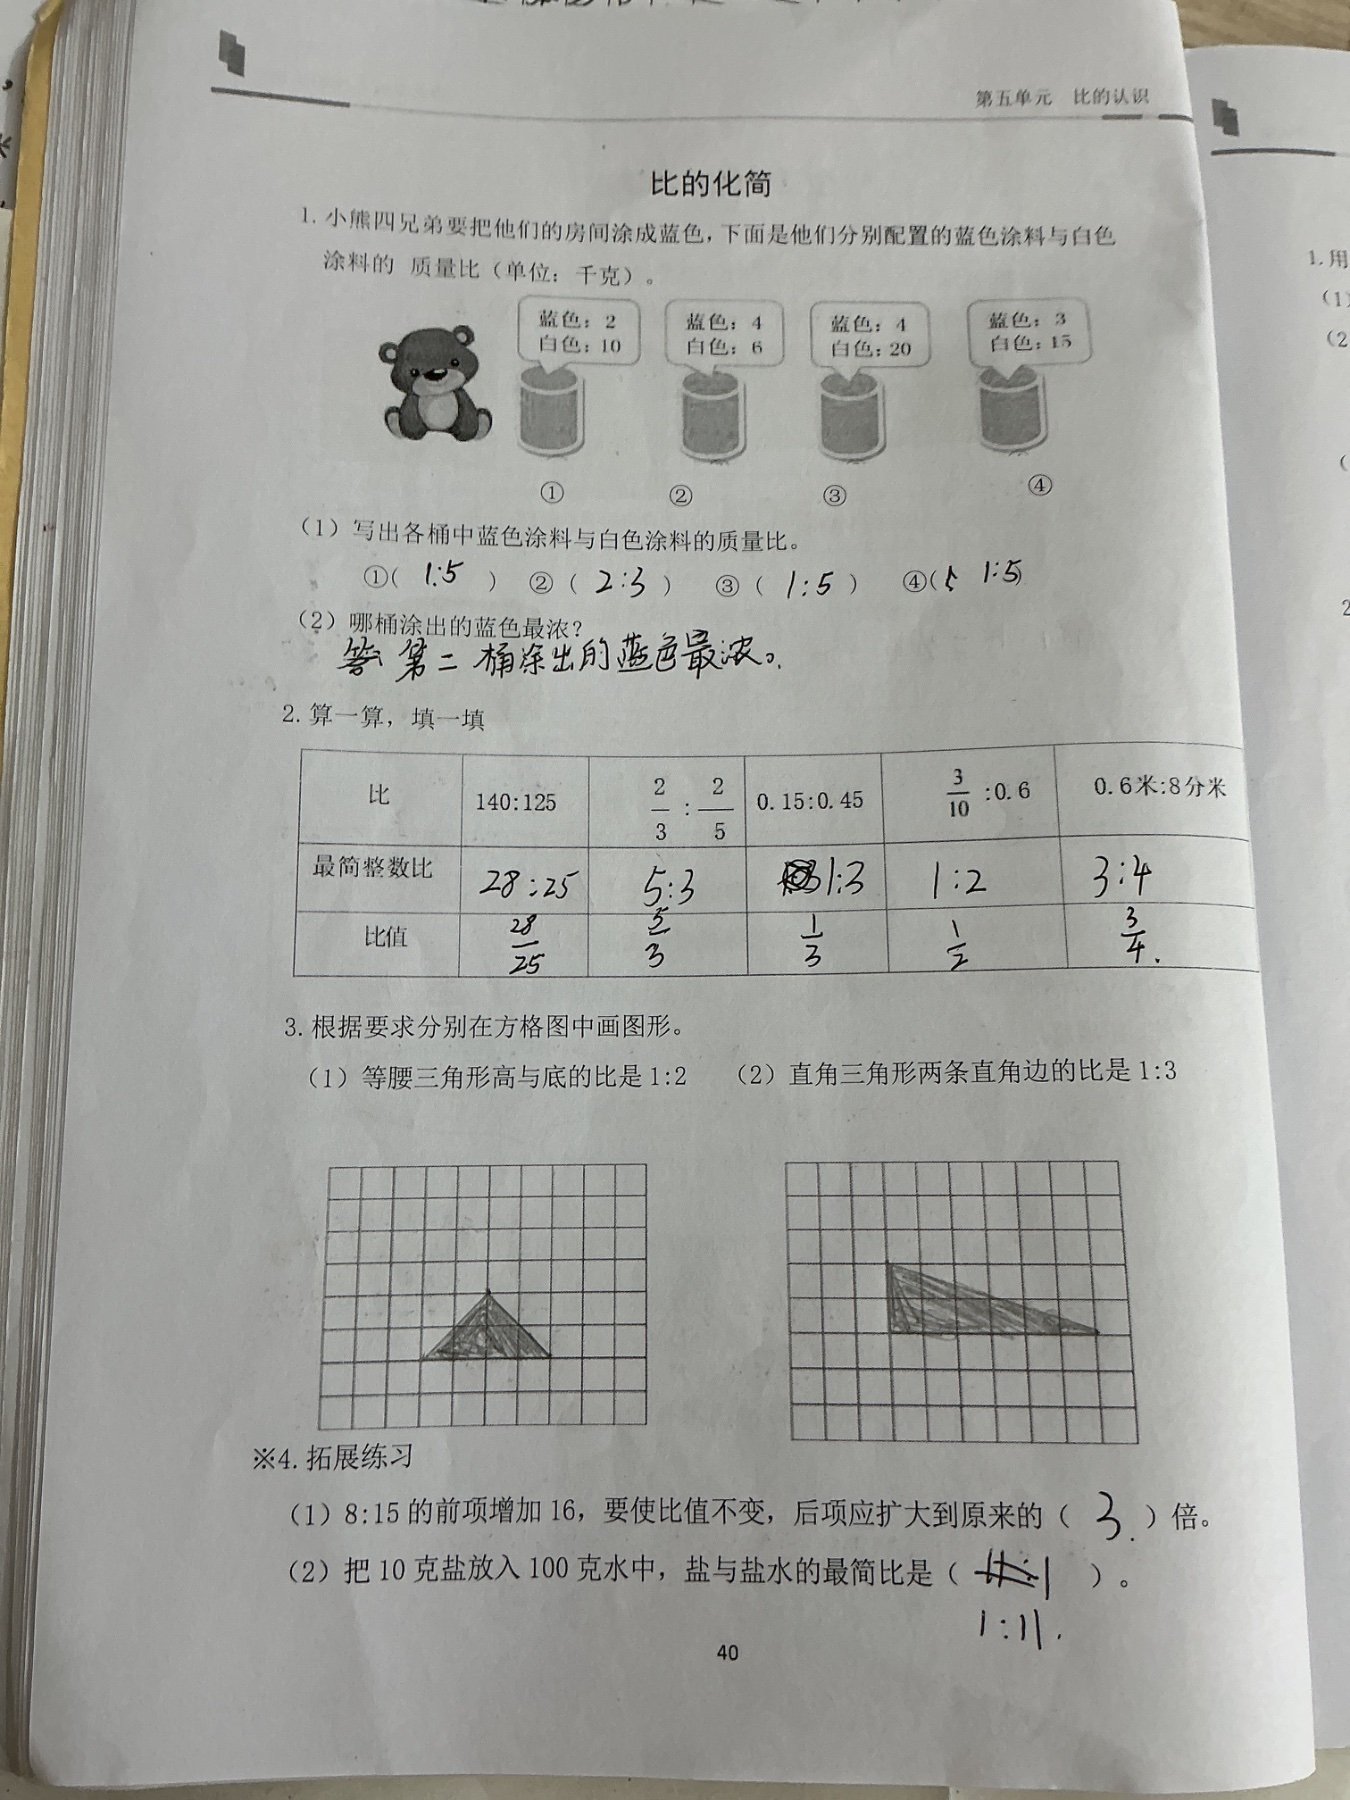 第五单元 比的认识
比的化简
1. 小熊四兄弟要把他们的房间涂成蓝色，下面是他们分别配置的蓝色涂料与白色
涂料的 质量比（单位：千克）。
蓝色：2
白色：10
蓝色：4
白色：6
蓝色：4
白色：20
蓝色：3
白色：15
① ② ③ ④
（1）写出各桶中蓝色涂料与白色涂料的质量比。
①( 1:5 ) ②（ 2:3 ） ③（ 1:5 ） ④( 1:5)
（2）哪桶涂出的蓝色最浓？
答：第二桶涂出的蓝色最浓。
2. 算一算，填一填
比 140:125 2/3 : 2/5 0.15:0.45 3/10 :0.6 0.6米:8分米
最简整数比 28:25 5:3 1:3 1:2 3:4
比值 28/25 5/3 1/3 1/2 3/4.
3. 根据要求分别在方格图中画图形。
（1）等腰三角形高与底的比是 1:2 （2）直角三角形两条直角边的比是 1:3
※4. 拓展练习
（1）8:15 的前项增加 16，要使比值不变，后项应扩大到原来的（ 3. ）倍。
（2）把 10 克盐放入 100 克水中，盐与盐水的最简比是（ ）。
1:11.
40
1. 用
（1）
（2
2